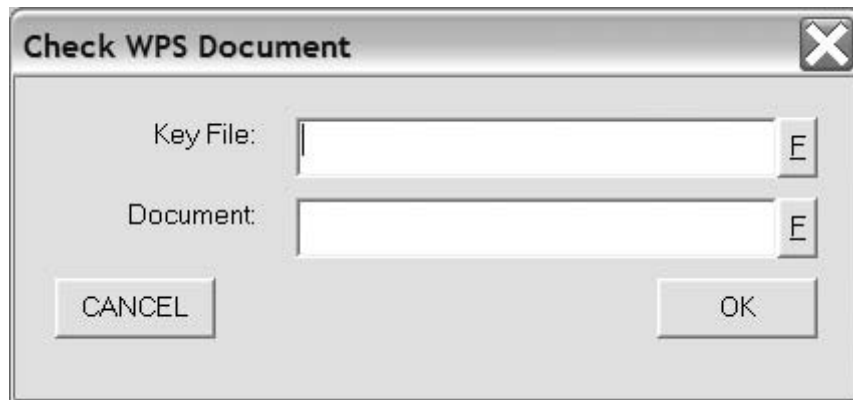 Check WPS Document
Key File:
F
Document:
F
CANCEL
OK